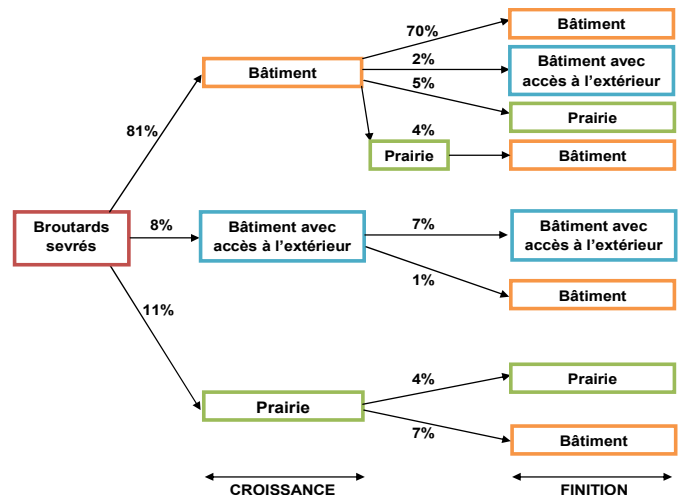 70%
Bâtiment
2%
Bâtiment avec
accès à l'extérieur
Bâtiment
5%
Prairie
81%
4%
Prairie
Bâtiment
Broutards
sevrés
8%
Bâtiment avec
accès à l'extérieur
7%
Bâtiment avec
accès à l'extérieur
1%
Bâtiment
11%
4%
Prairie
Prairie
7%
Bâtiment
CROISSANCE
FINITION